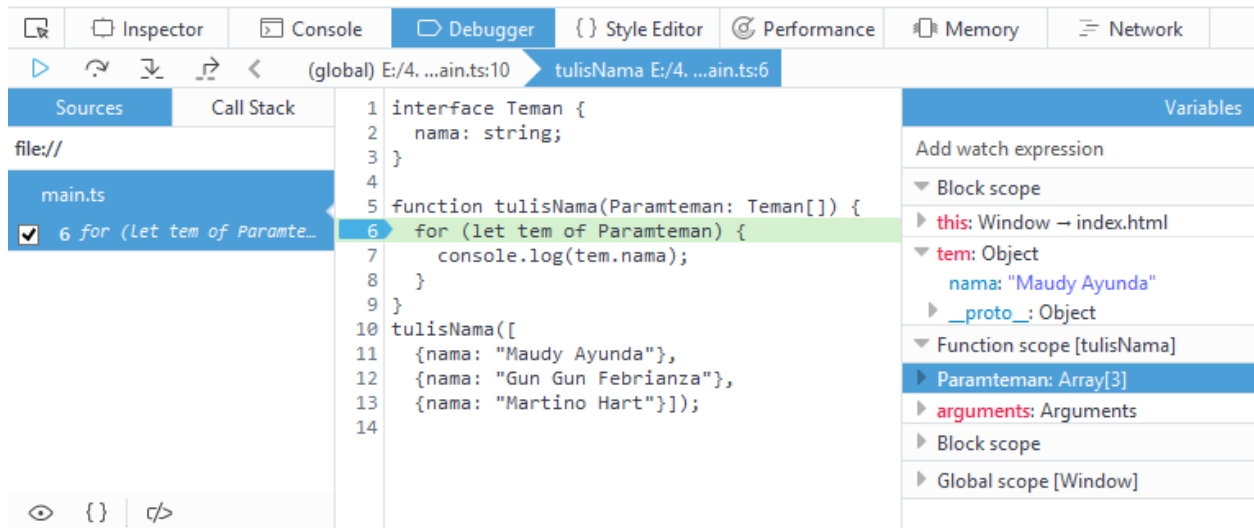 Inspector Console Debugger { } Style Editor Performance Memory Network
(global) E:/4. ...ain.ts:10 tulisNama E:/4. ...ain.ts:6
Sources Call Stack
file://
main.ts
6 for (let tem of Paramte...
1 interface Teman {
2   nama: string;
3 }
4
5 function tulisNama(Paramteman: Teman[]) {
6   for (let tem of Paramteman) {
7     console.log(tem.nama);
8   }
9 }
10 tulisNama([
11   {nama: "Maudy Ayunda"},
12   {nama: "Gun Gun Febrianza"},
13   {nama: "Martino Hart"}]);
14
Variables
Add watch expression
Block scope
this: Window → index.html
tem: Object
nama: "Maudy Ayunda"
__proto__: Object
Function scope [tulisNama]
Paramteman: Array[3]
arguments: Arguments
Block scope
Global scope [Window]
{ }